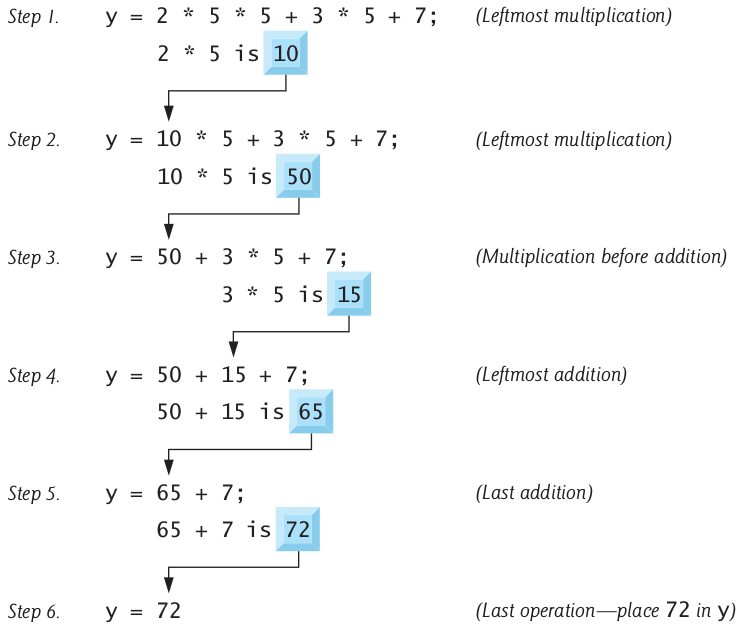 Step 1. y = 2 * 5 * 5 + 3 * 5 + 7; (Leftmost multiplication)
2 * 5 is 10
Step 2. y = 10 * 5 + 3 * 5 + 7; (Leftmost multiplication)
10 * 5 is 50
Step 3. y = 50 + 3 * 5 + 7; (Multiplication before addition)
3 * 5 is 15
Step 4. y = 50 + 15 + 7; (Leftmost addition)
50 + 15 is 65
Step 5. y = 65 + 7; (Last addition)
65 + 7 is 72
Step 6. y = 72 (Last operation—place 72 in y)